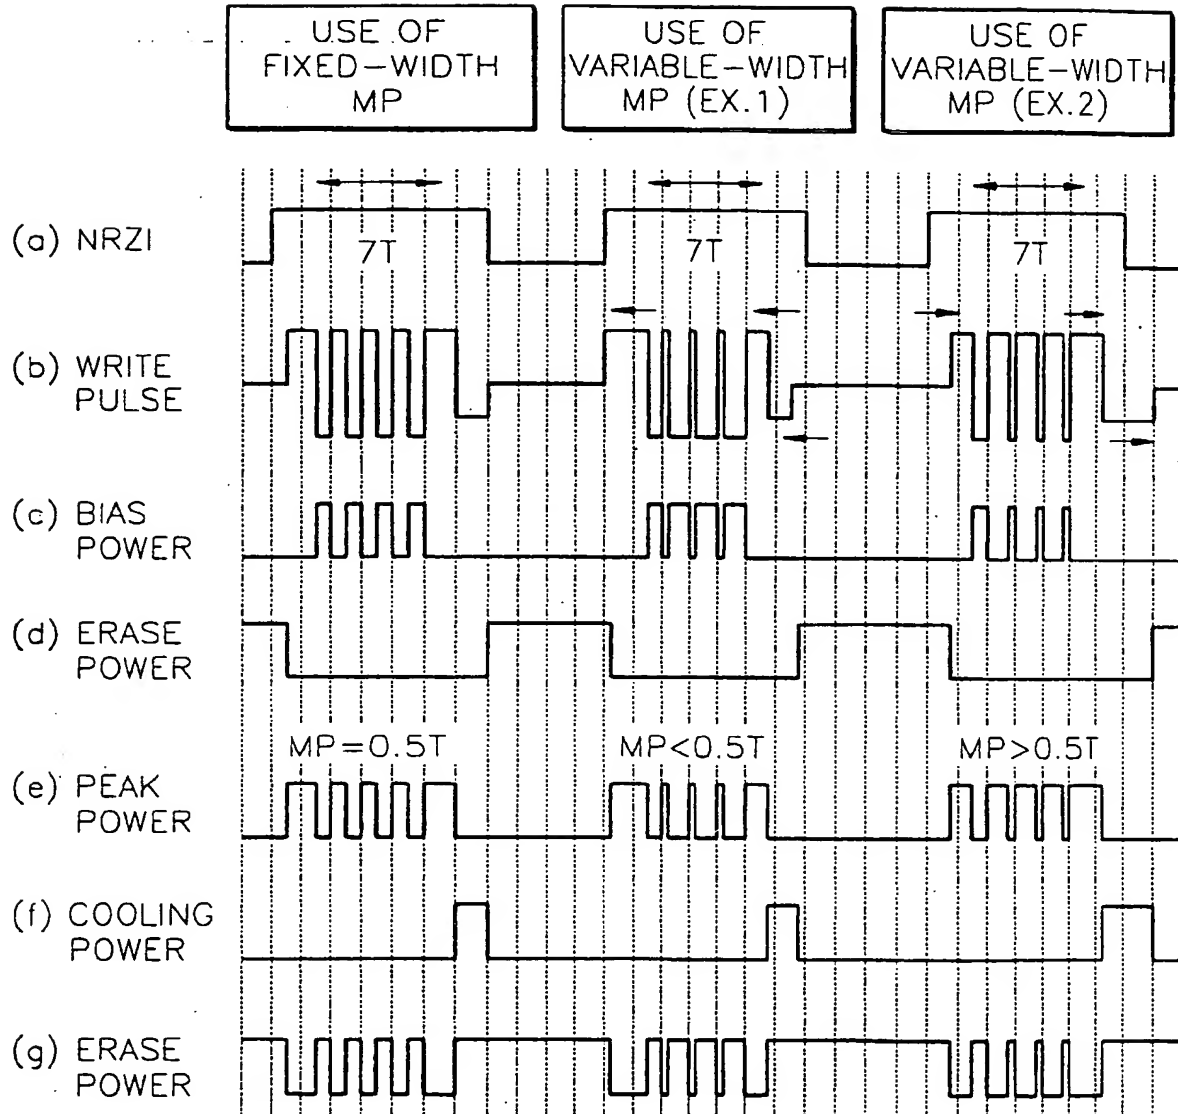 USE OF
FIXED-WIDTH
MP
USE OF
VARIABLE-WIDTH
MP (EX.1)
USE OF
VARIABLE-WIDTH
MP (EX.2)
(a) NRZI
7T
7T
7T
(b) WRITE
PULSE
(c) BIAS
POWER
(d) ERASE
POWER
MP=0.5T
MP<0.5T
MP>0.5T
(e) PEAK
POWER
(f) COOLING
POWER
(g) ERASE
POWER